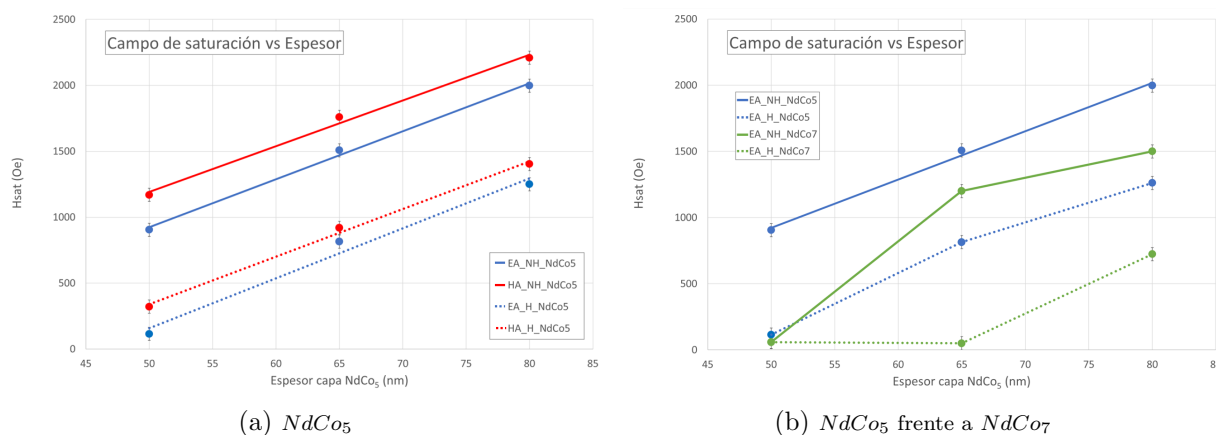 Campo de saturación vs Espesor
Hsat (Oe)
2500
2000
1500
1000
500
0
EA_NH_NdCo5
HA_NH_NdCo5
EA_H_NdCo5
HA_H_NdCo5
45 50 55 60 65 70 75 80 85
Espesor capa NdCo₅ (nm)
(a) NdCo₅
Campo de saturación vs Espesor
Hsat (Oe)
2500
2000
1500
1000
500
0
EA_NH_NdCo5
EA_H_NdCo5
EA_NH_NdCo7
EA_H_NdCo7
45 50 55 60 65 70 75 80 8
Espesor capa NdCo₅ (nm)
(b) NdCo₅ frente a NdCo₇